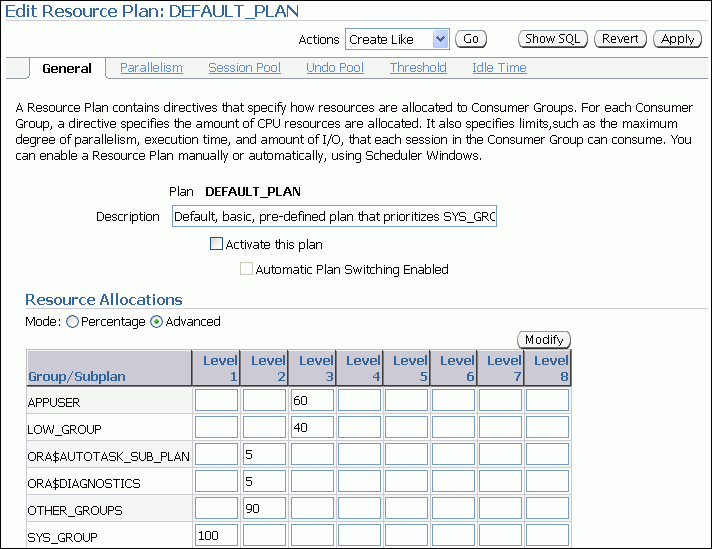 Edit Resource Plan: DEFAULT_PLAN
Actions Create Like Go Show SQL Revert Apply
General Parallelism Session Pool Undo Pool Threshold Idle Time
A Resource Plan contains directives that specify how resources are allocated to Consumer Groups. For each Consumer
Group, a directive specifies the amount of CPU resources are allocated. It also specifies limits,such as the maximum
degree of parallelism, execution time, and amount of I/O, that each session in the Consumer Group can consume. You
can enable a Resource Plan manually or automatically, using Scheduler Windows.
Plan DEFAULT_PLAN
Description Default, basic, pre-defined plan that prioritizes SYS_GRC
Activate this plan
Automatic Plan Switching Enabled
Resource Allocations
Mode: Percentage Advanced
Modify
Group/Subplan Level 1 Level 2 Level 3 Level 4 Level 5 Level 6 Level 7 Level 8
APPUSER 60
LOW_GROUP 40
ORA$AUTOTASK_SUB_PLAN 5
ORA$DIAGNOSTICS 5
OTHER_GROUPS 90
SYS_GROUP 100